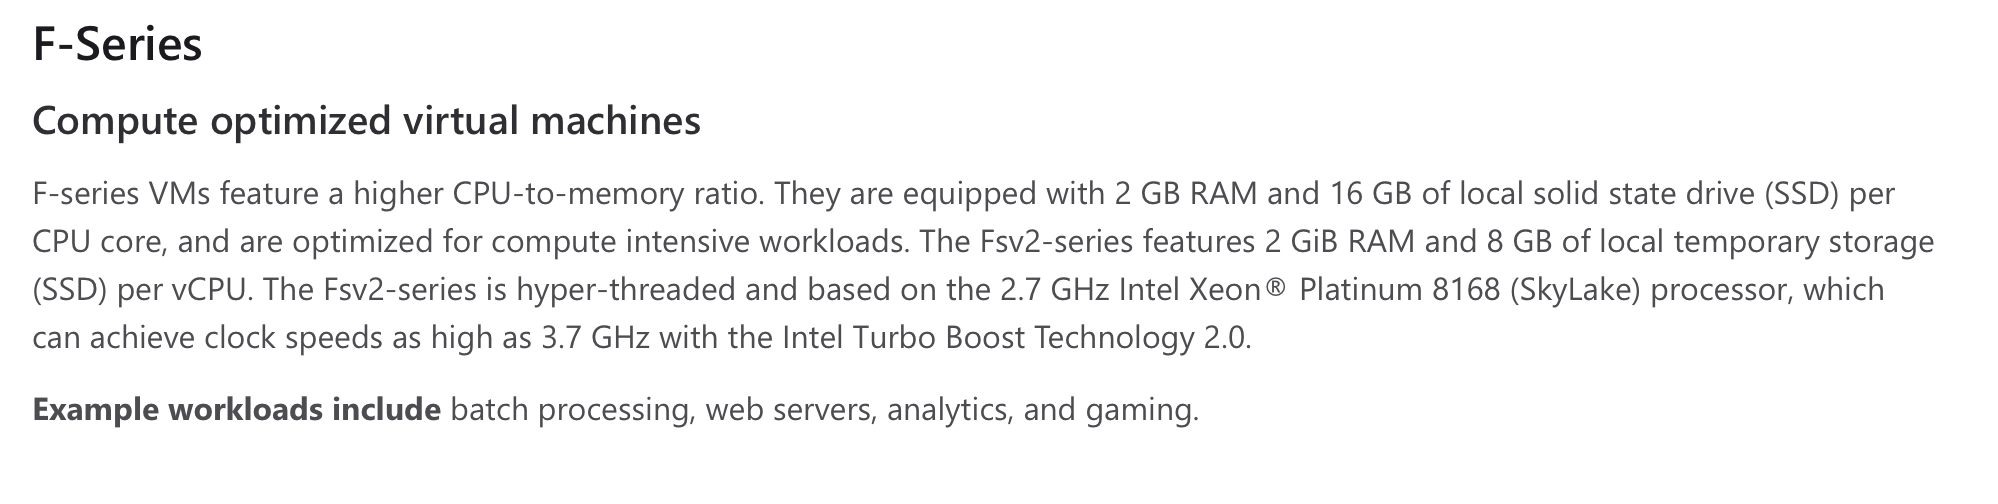 F-Series
Compute optimized virtual machines
F-series VMs feature a higher CPU-to-memory ratio. They are equipped with 2 GB RAM and 16 GB of local solid state drive (SSD) per
CPU core, and are optimized for compute intensive workloads. The Fsv2-series features 2 GiB RAM and 8 GB of local temporary storage
(SSD) per vCPU. The Fsv2-series is hyper-threaded and based on the 2.7 GHz Intel Xeon® Platinum 8168 (SkyLake) processor, which
can achieve clock speeds as high as 3.7 GHz with the Intel Turbo Boost Technology 2.0.
Example workloads include batch processing, web servers, analytics, and gaming.